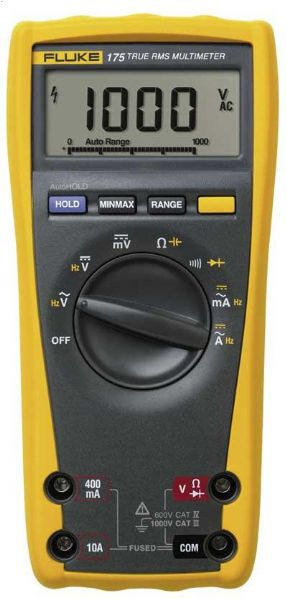 FLUKE 175 TRUE RMS MULTIMETER
1000 V AC
0 Auto Range 1000
AutoHOLD
HOLD MINMAX RANGE
mV Ω
Hz V
Hz V mA Hz
OFF A Hz
400 mA V Ω
600V CAT IV
1000V CAT III
10A FUSED COM